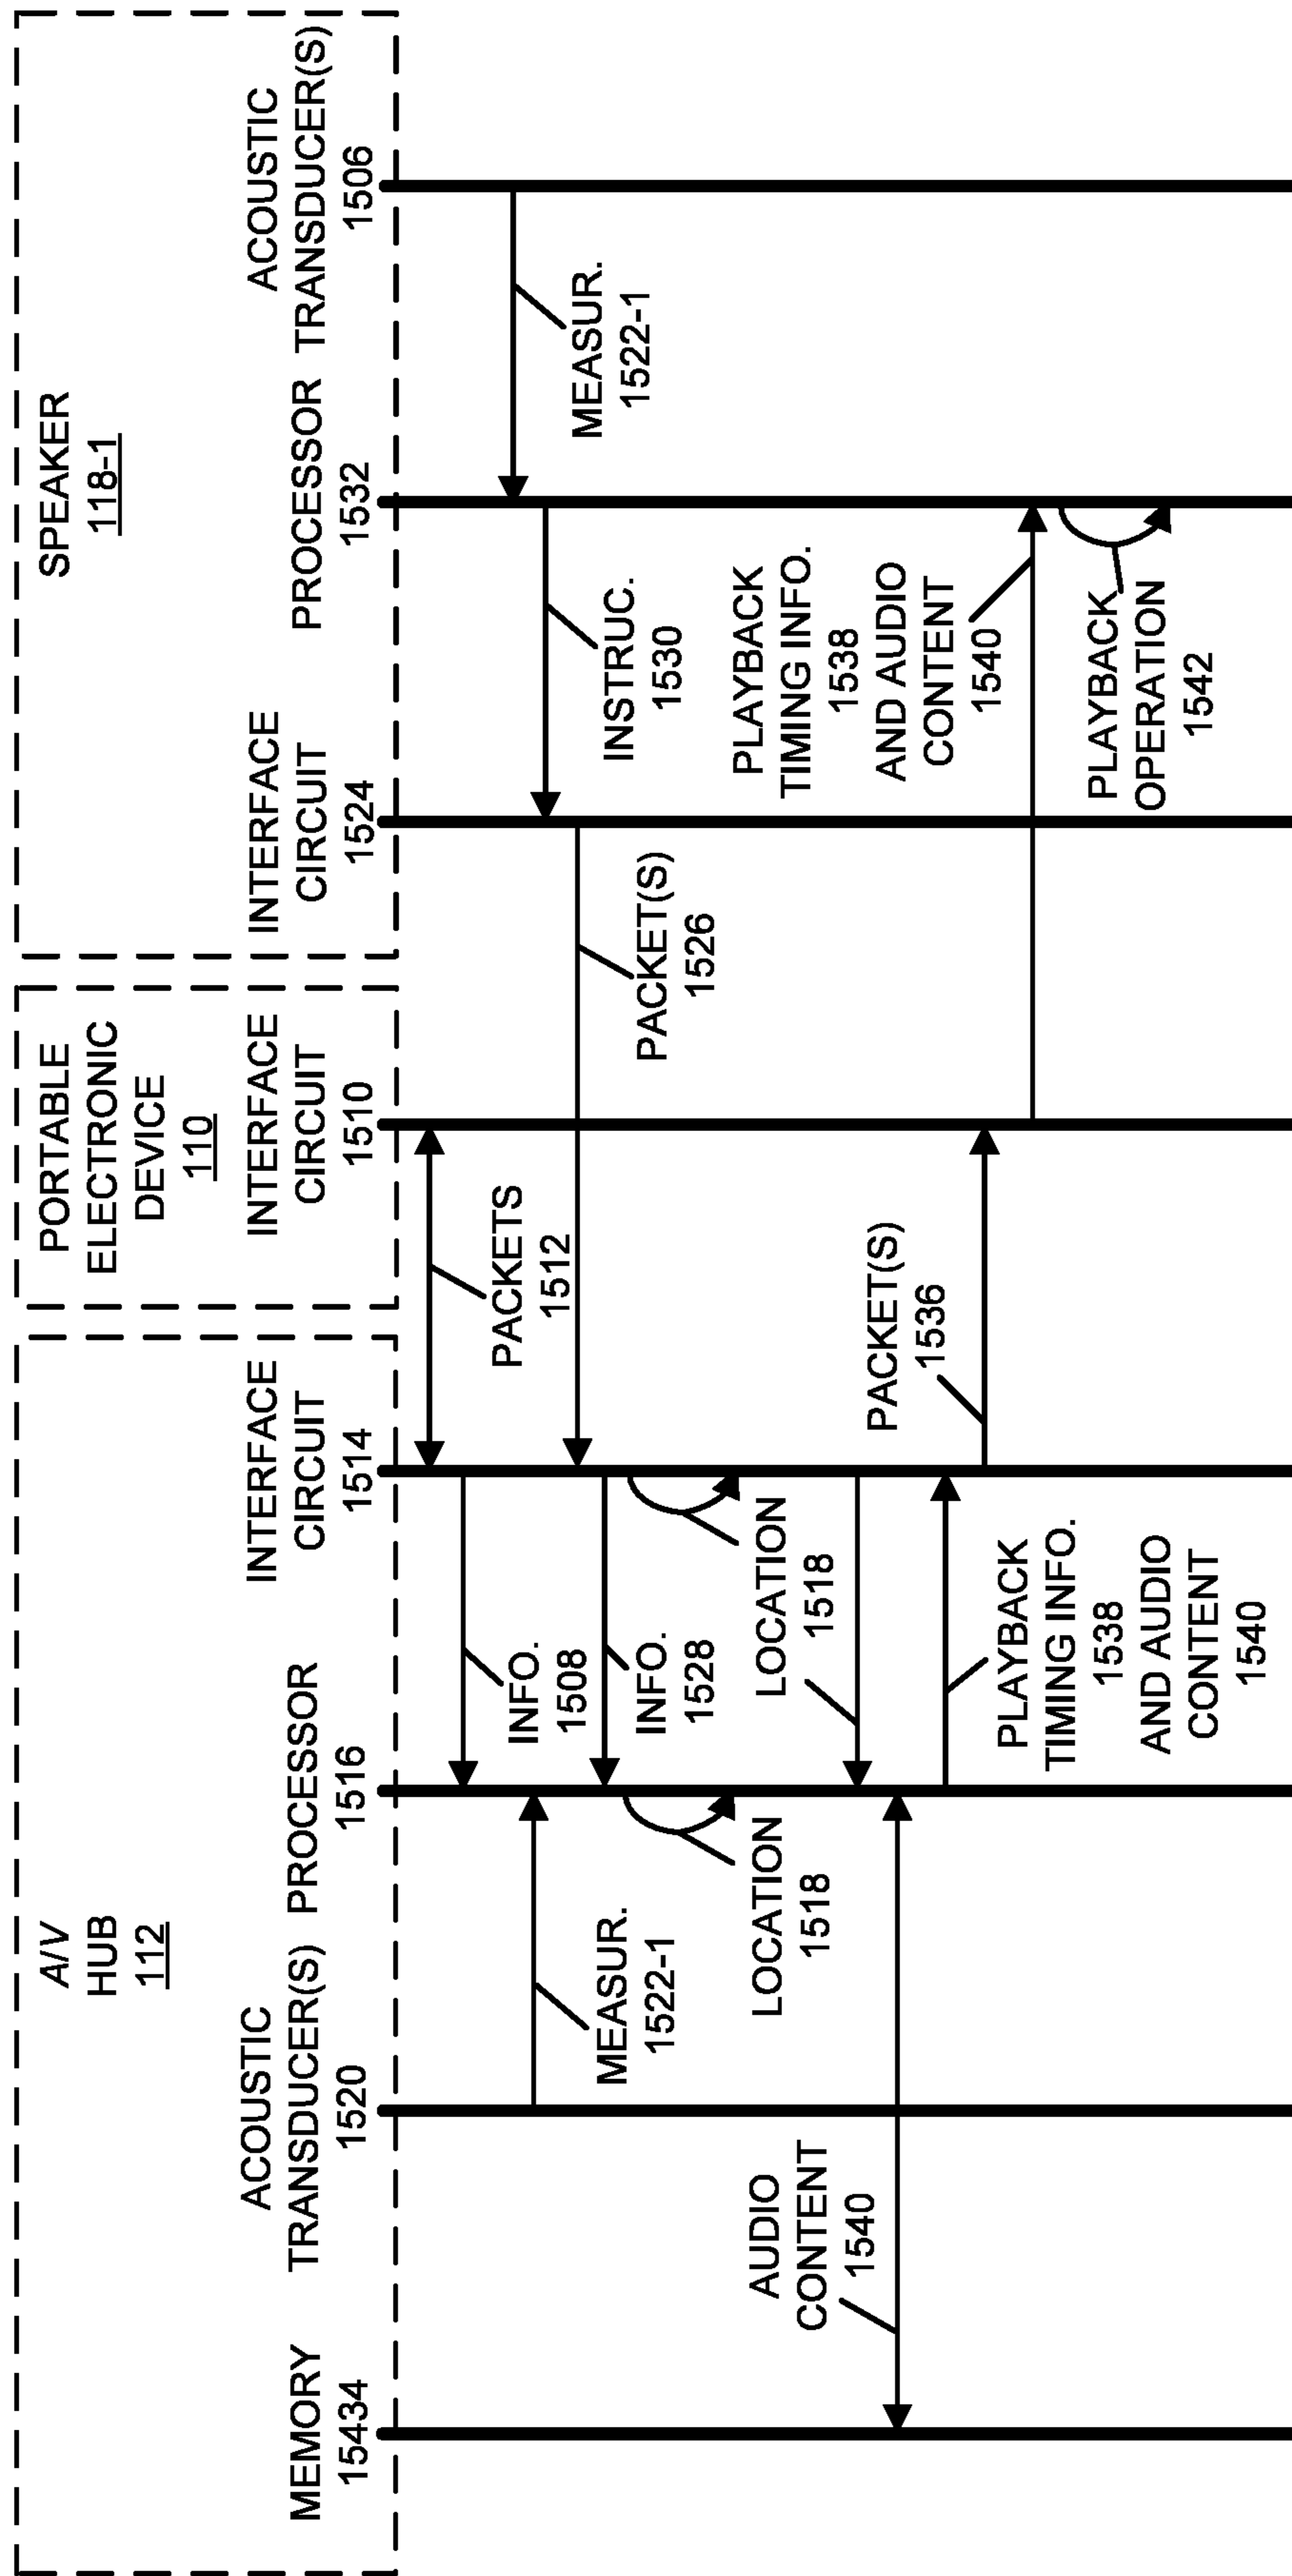 A/V
HUB
112
PORTABLE
ELECTRONIC
DEVICE
110
SPEAKER
118-1
MEMORY
15434
ACOUSTIC
TRANSDUCER(S)
1520
PROCESSOR
1516
INTERFACE
CIRCUIT
1514
INTERFACE
CIRCUIT
1510
INTERFACE
CIRCUIT
1524
PROCESSOR
1532
ACOUSTIC
TRANSDUCER(S)
1506
PACKETS
1512
INFO.
1508
MEASUR.
1522-1
MEASUR.
1522-1
INSTRUC.
1530
PACKET(S)
1526
INFO.
1528
LOCATION
1518
LOCATION
1518
AUDIO
CONTENT
1540
PLAYBACK
TIMING INFO.
1538
AND AUDIO
CONTENT
1540
PACKET(S)
1536
PLAYBACK
TIMING INFO.
1538
AND AUDIO
CONTENT
1540
PLAYBACK
OPERATION
1542